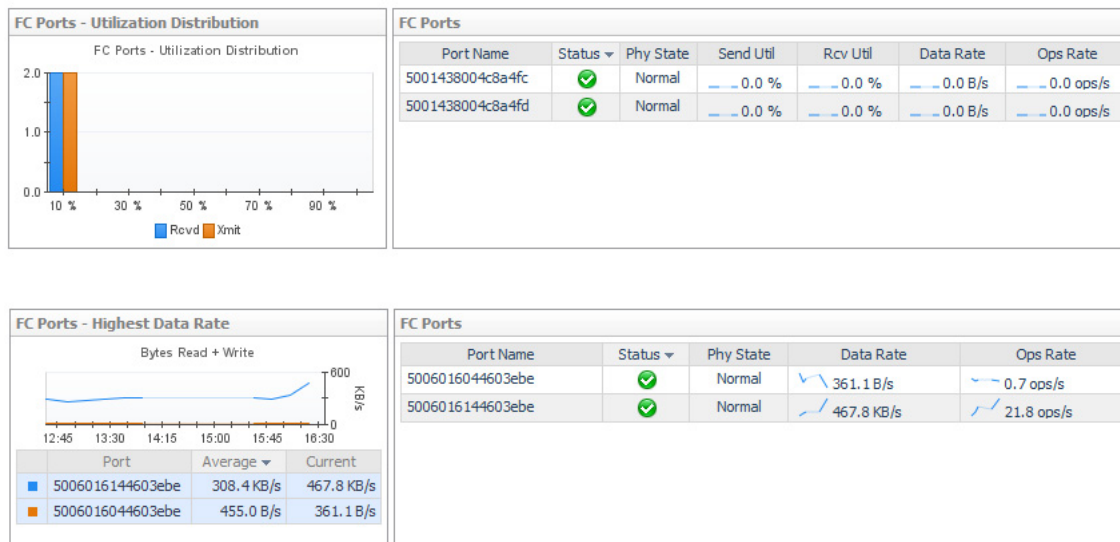 FC Ports - Utilization Distribution
FC Ports - Utilization Distribution
2.0
1.0
0.0
10 % 30 % 50 % 70 % 90 %
Rcvd Xmit
FC Ports
Port Name Status Phy State Send Util Rcv Util Data Rate Ops Rate
5001438004c8a4fc Normal 0.0 % 0.0 % 0.0 B/s 0.0 ops/s
5001438004c8a4fd Normal 0.0 % 0.0 % 0.0 B/s 0.0 ops/s
FC Ports - Highest Data Rate
Bytes Read + Write
600
KB/s
0
12:45 13:30 14:15 15:00 15:45 16:30
Port Average Current
5006016144603ebe 308.4 KB/s 467.8 KB/s
5006016044603ebe 455.0 B/s 361.1 B/s
FC Ports
Port Name Status Phy State Data Rate Ops Rate
5006016044603ebe Normal 361.1 B/s 0.7 ops/s
5006016144603ebe Normal 467.8 KB/s 21.8 ops/s